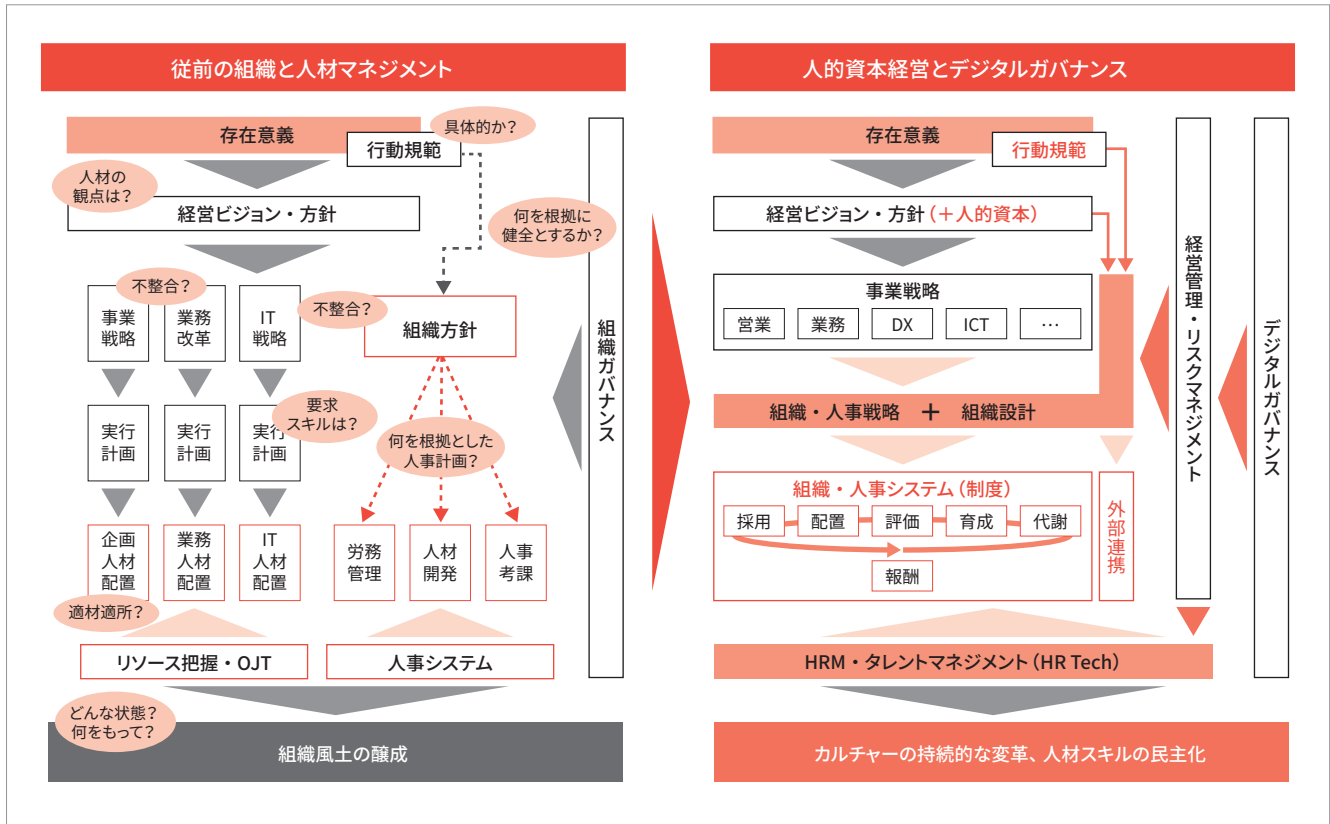 従前の組織と人材マネジメント
存在意義
具体的か？
行動規範
人材の
観点は？
経営ビジョン・方針
何を根拠に
健全とするか？
不整合？
事業
戦略
業務
改革
IT
戦略
不整合？
組織方針
組織ガバナンス
要求
スキルは？
実行
計画
実行
計画
実行
計画
何を根拠とした
人事計画？
企画
人材
配置
業務
人材
配置
IT
人材
配置
労務
管理
人材
開発
人事
考課
適材適所？
リソース把握・OJT
人事システム
どんな状態？
何をもって？
組織風土の醸成
人的資本経営とデジタルガバナンス
存在意義
行動規範
経営ビジョン・方針（＋人的資本）
事業戦略
営業
業務
DX
ICT
…
組織・人事戦略 ＋ 組織設計
組織・人事システム（制度）
採用
配置
評価
育成
代謝
報酬
外部連携
経営管理・リスクマネジメント
デジタルガバナンス
HRM・タレントマネジメント（HR Tech）
カルチャーの持続的な変革、人材スキルの民主化